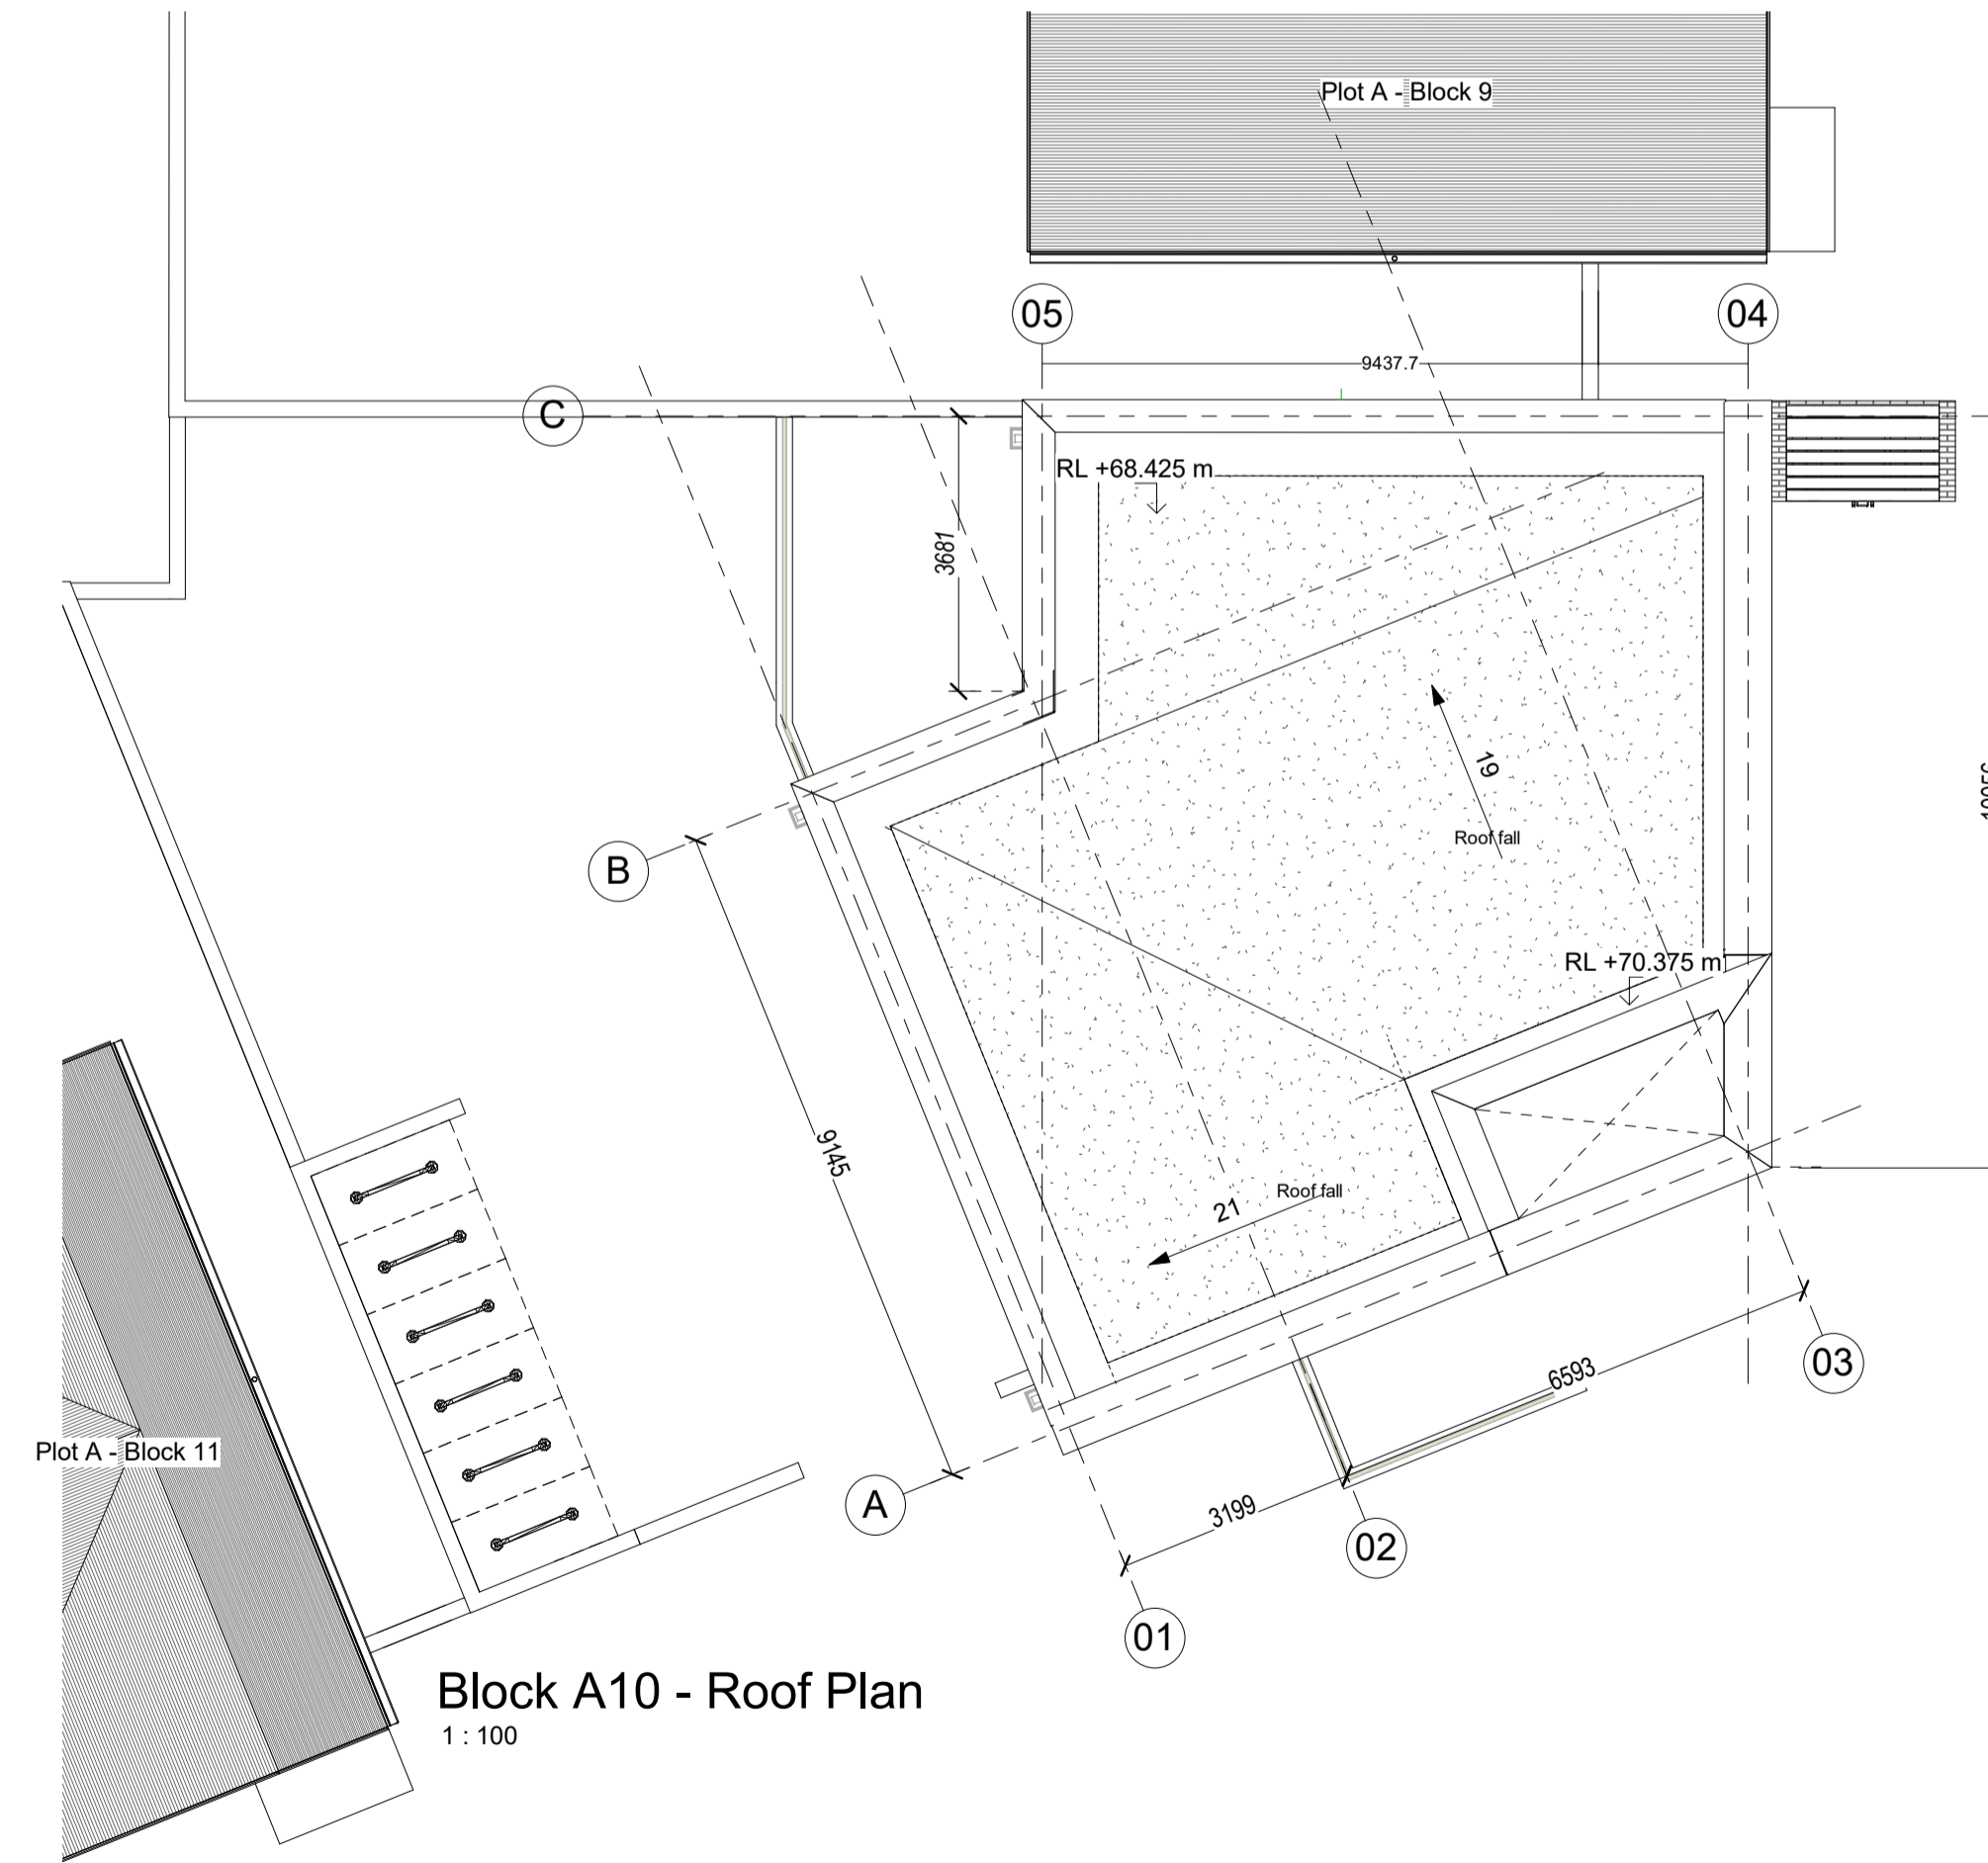 Plot A - Block 9
05
04
9437.7
C
RL +68.425 m
3681
19
Roof fall
B
RL +70.375 m
9145
Roof fall
21
6593
03
Plot A - Block 11
A
3199
02
01
Block A10 - Roof Plan
1 : 100